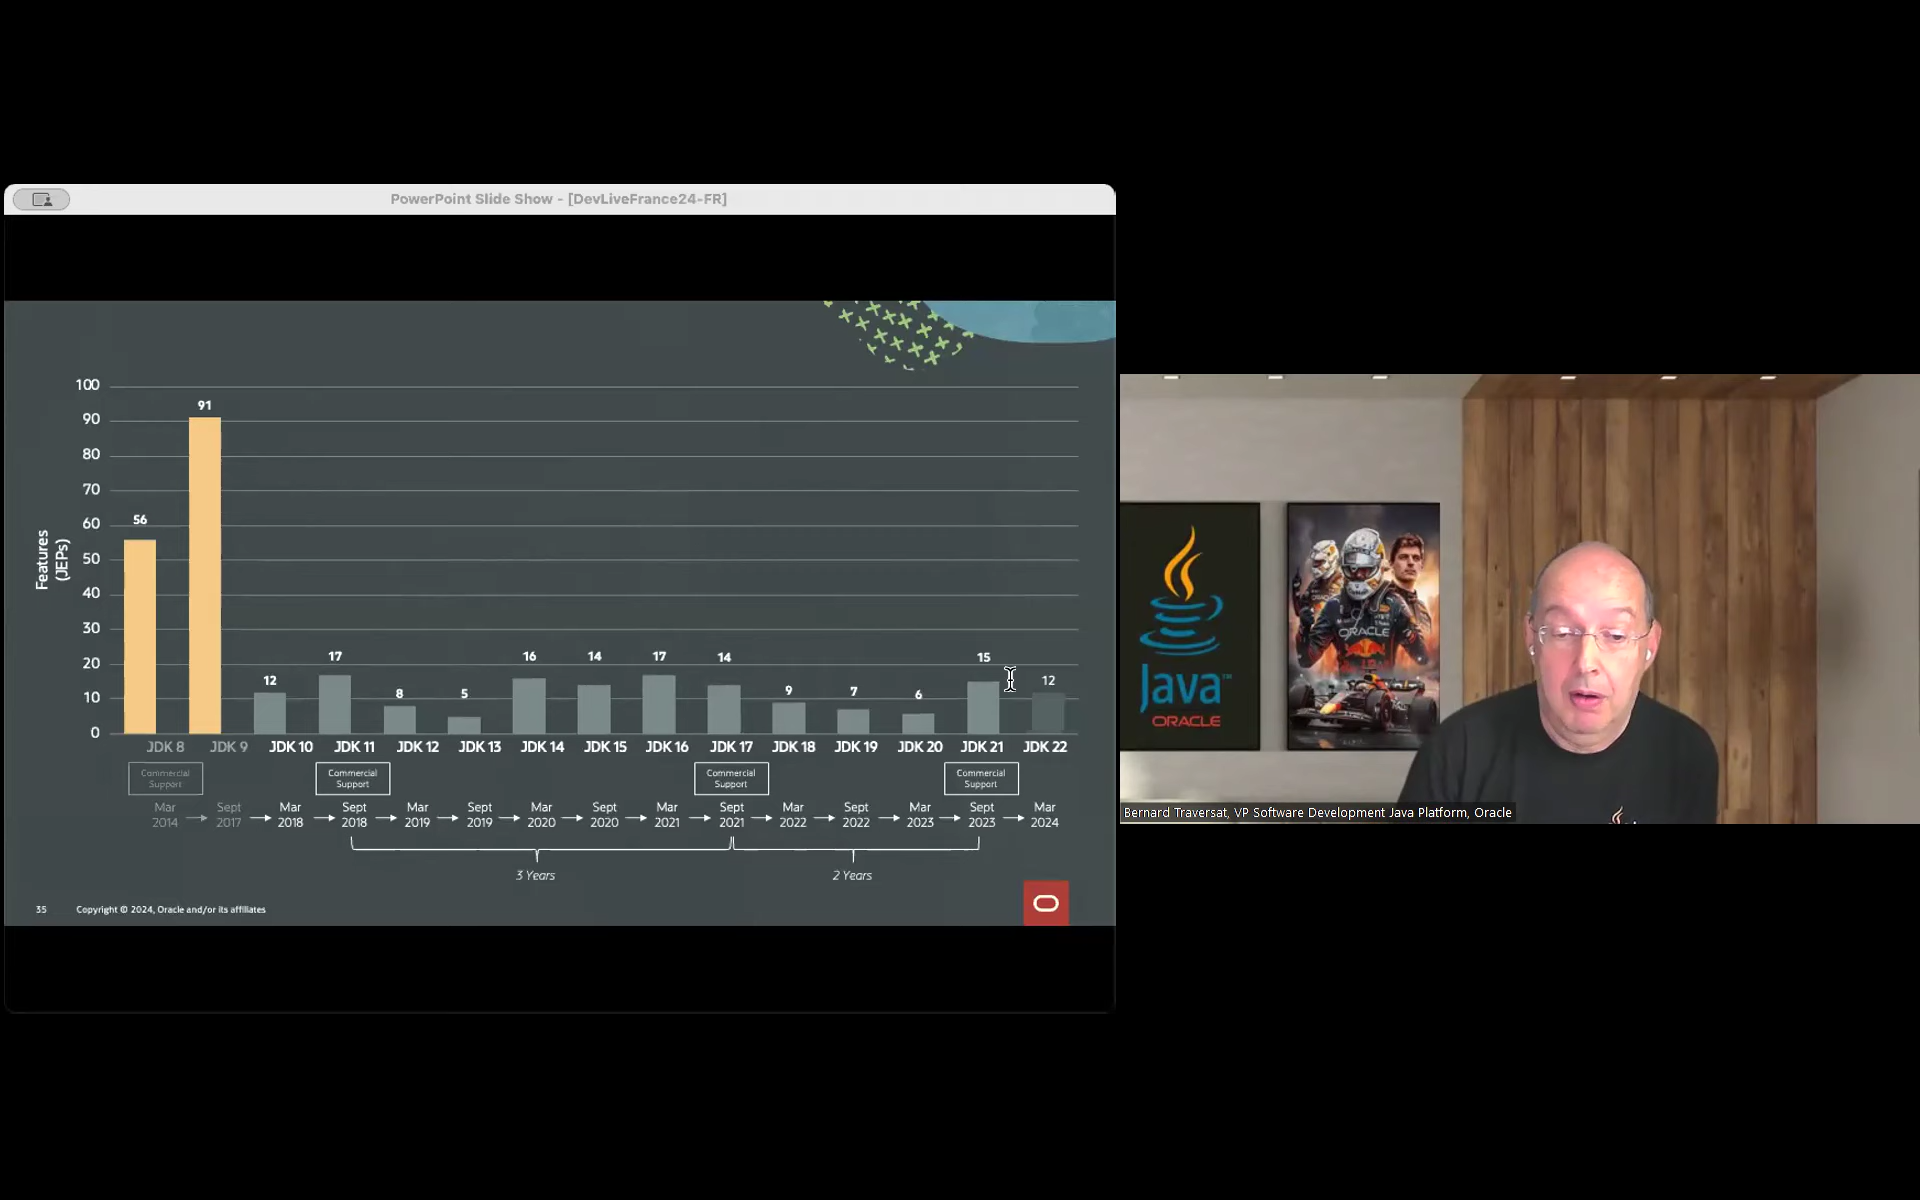 PowerPoint Slide Show - [DevLiveFrance24-FR]
Features
(JEPs)
100
90
80
70
60
50
40
30
20
10
0
56
91
12
17
8
5
16
14
17
14
9
7
6
15
12
JDK 8 JDK 9 JDK 10 JDK 11 JDK 12 JDK 13 JDK 14 JDK 15 JDK 16 JDK 17 JDK 18 JDK 19 JDK 20 JDK 21 JDK 22
Commercial
Support
Commercial
Support
Commercial
Support
Commercial
Support
Mar Sept Mar Sept Mar Sept Mar Sept Mar Sept Mar Sept Mar Sept Mar
2014 2017 2018 2018 2019 2019 2020 2020 2021 2021 2022 2022 2023 2023 2024
3 Years 2 Years
35 Copyright © 2024, Oracle and/or its affiliates
Java™
ORACLE
ORACLE
Bernard Traversat, VP Software Development Java Platform, Oracle